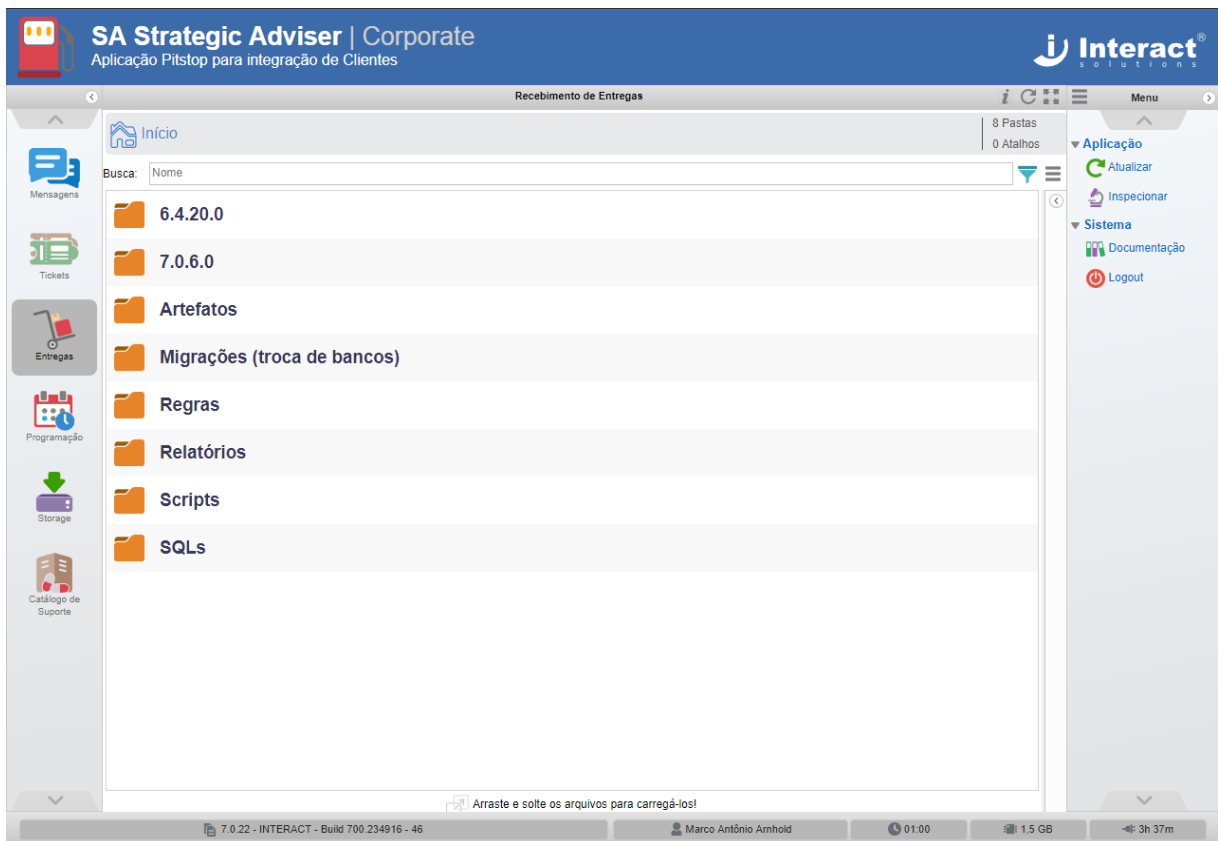 SA Strategic Adviser | Corporate
Aplicação Pitstop para integração de Clientes
Interact®
solutions
Recebimento de Entregas
Menu
Mensagens
Tickets
Entregas
Programação
Storage
Catálogo de
Suporte
Início
8 Pastas
0 Atalhos
Busca: Nome
6.4.20.0
7.0.6.0
Artefatos
Migrações (troca de bancos)
Regras
Relatórios
Scripts
SQLs
Arraste e solte os arquivos para carregá-los!
Aplicação
Atualizar
Inspecionar
Sistema
Documentação
Logout
7.0.22 - INTERACT - Build 700.234916 - 46
Marco Antônio Arnhold
01:00
1,5 GB
3h 37m